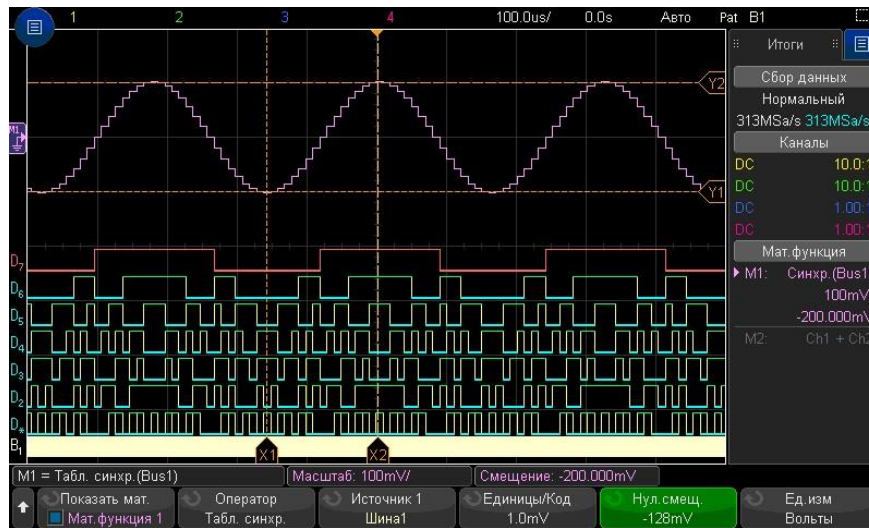 1 2 3 4 100.0us/ 0.0s Авто Pat B1
Итоги
Сбор данных
Нормальный
313MSa/s 313MSa/s
Каналы
DC 10.0:1
DC 10.0:1
DC 1.00:1
DC 1.00:1
Мат.функция
M1: Синхр.(Bus1)
100mV/
-200.000mV
M2: Ch1 + Ch2
M1
Y2
Y1
D7
D6
D5
D4
D3
D2
D*
B1
X1 X2
M1 = Табл. синхр.(Bus1) Масштаб: 100mV/ Смещение: -200.000mV
Показать мат. Оператор Источник 1 Единицы/Код Нул.смещ. Ед.изм
Мат.функция 1 Табл. синхр. Шина1 1.0mV -128mV Вольты